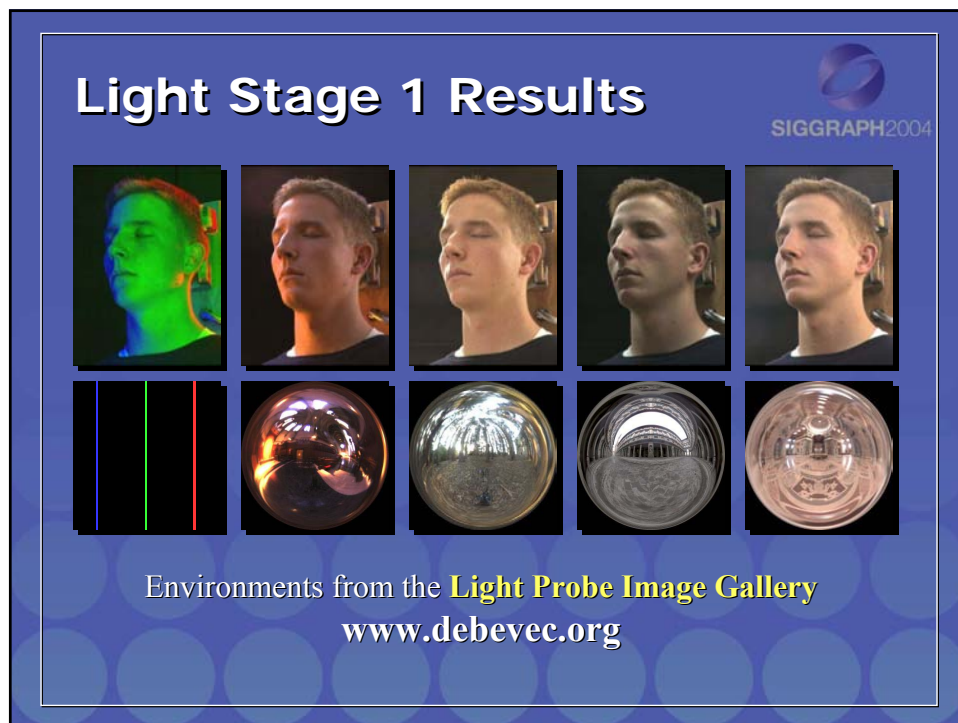 Light Stage 1 Results
SIGGRAPH2004
Environments from the Light Probe Image Gallery
www.debevec.org